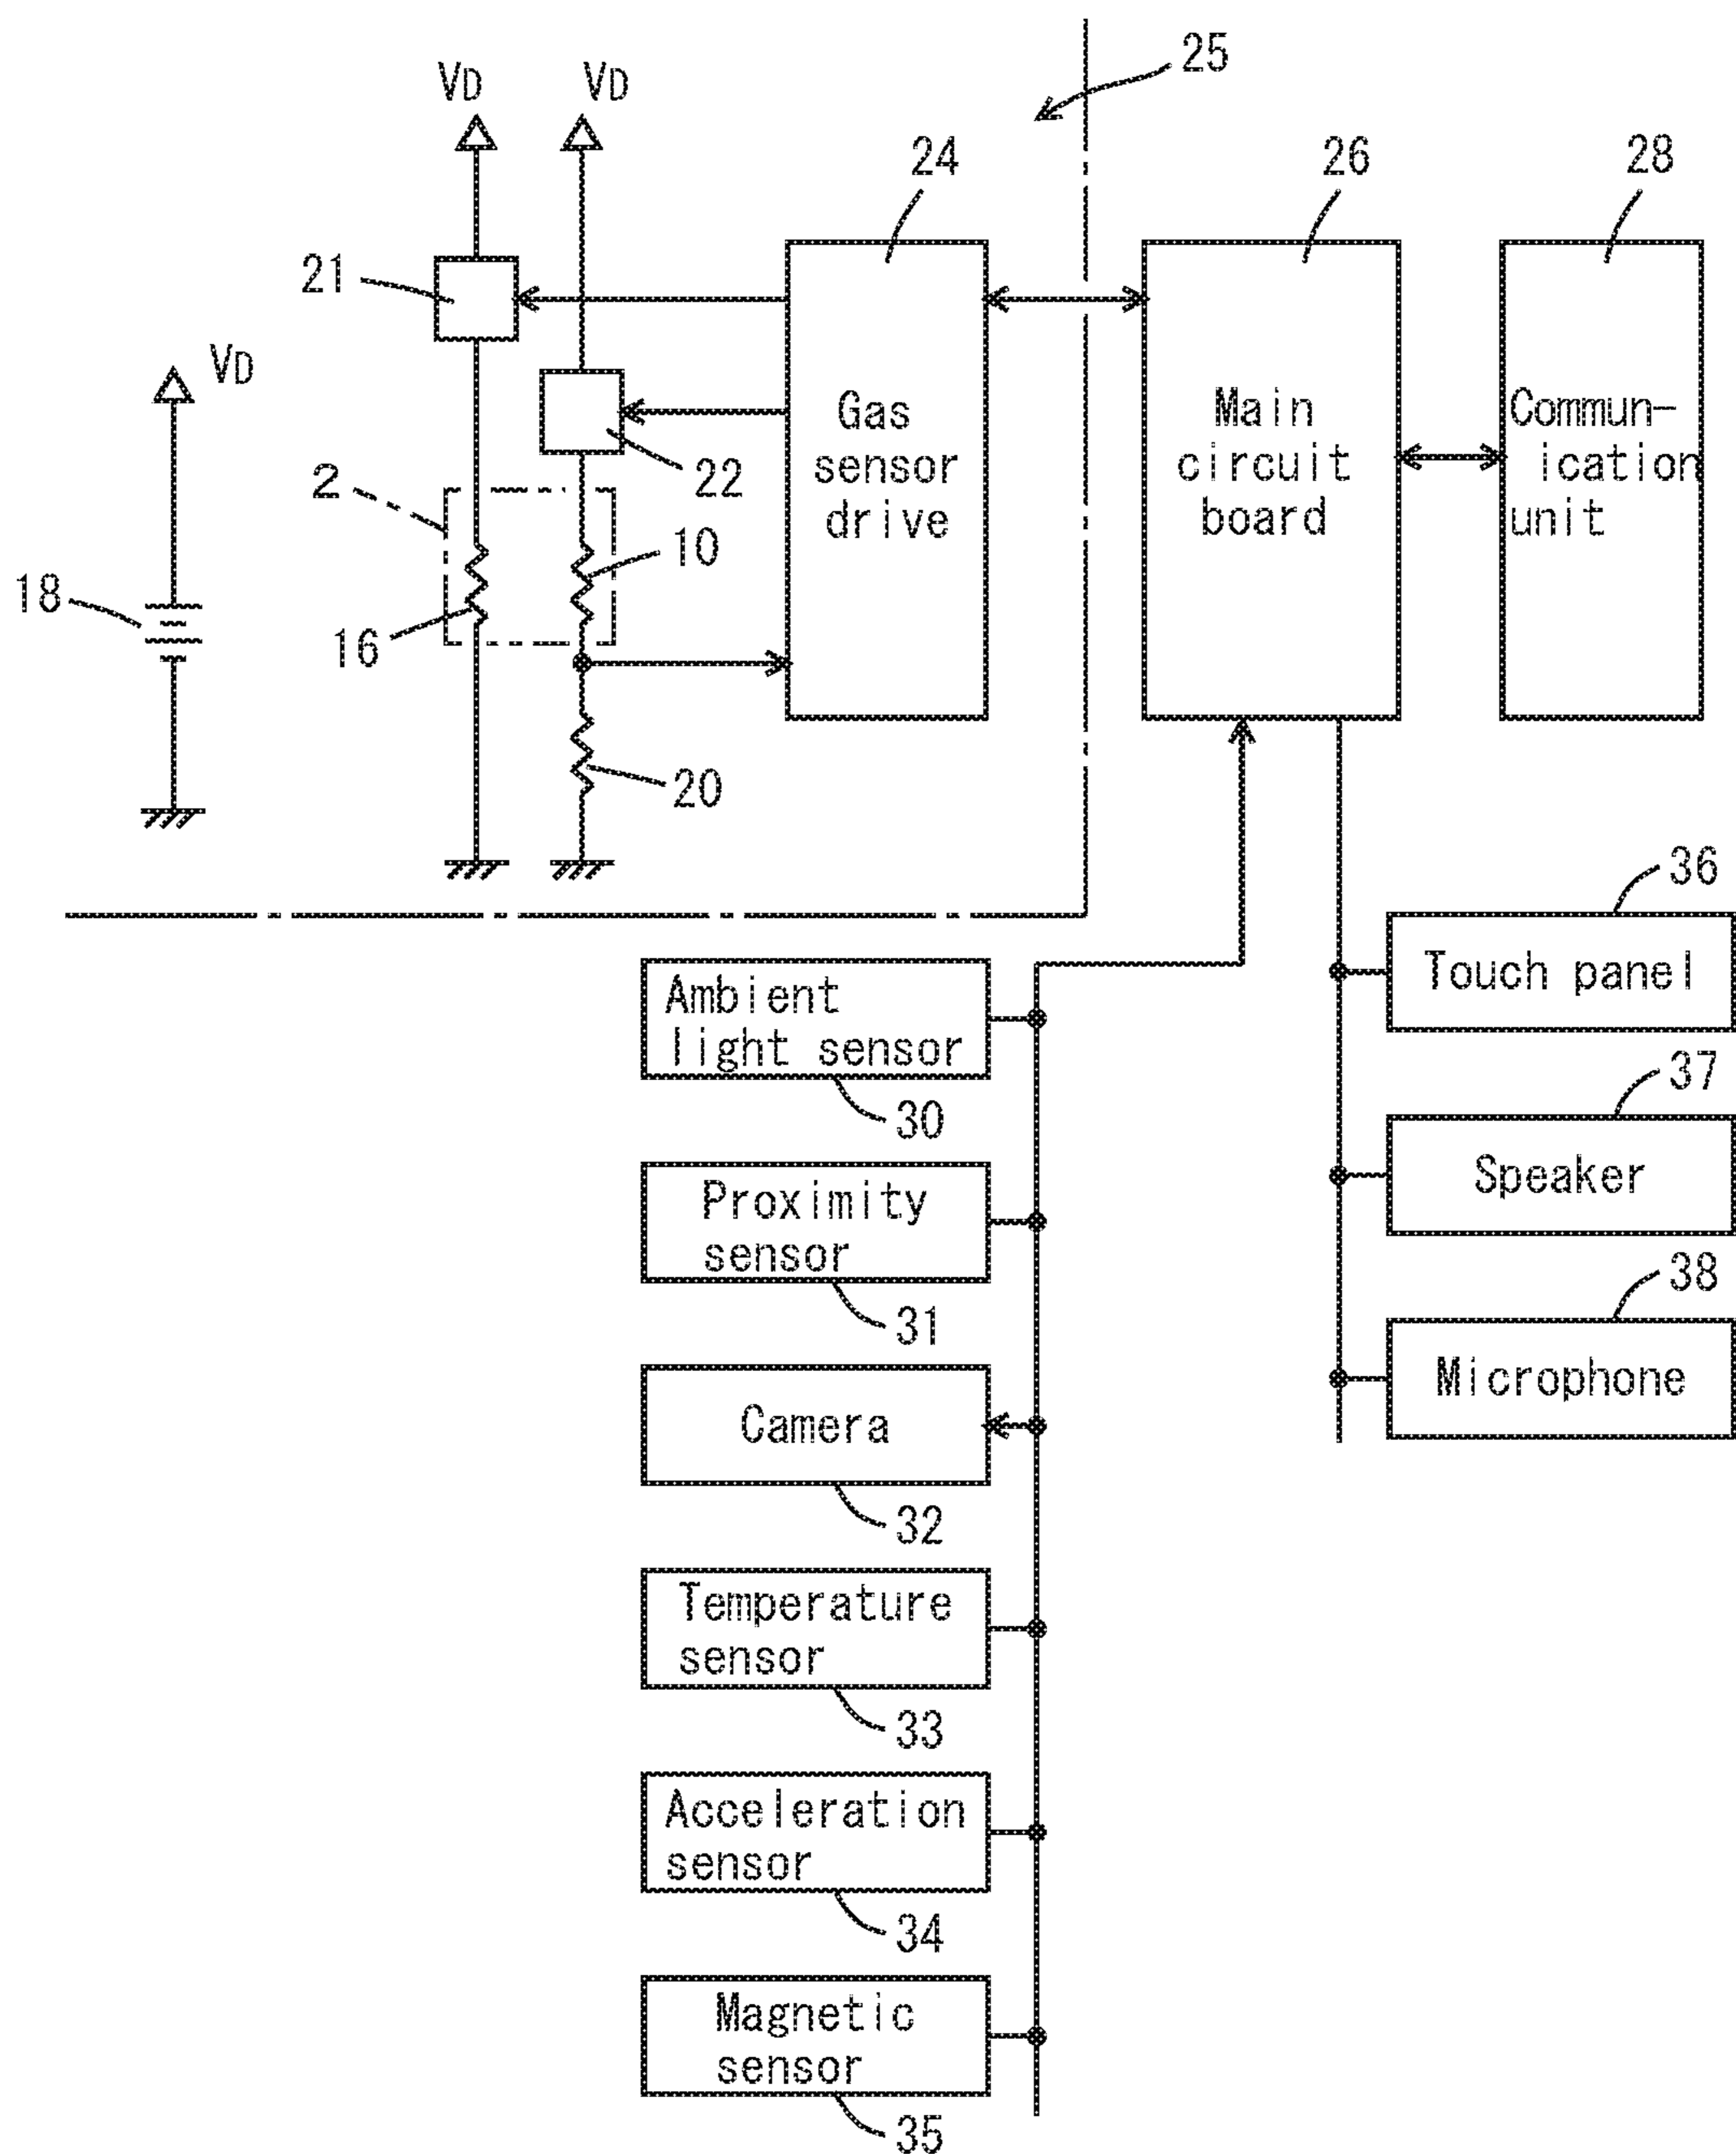 25
VD
VD
24
26
28
21
VD
Gas
sensor
drive
Main
circuit
board
Commun-
ication
unit
22
2
10
18
16
20
36
Touch panel
Ambient
light sensor
30
37
Speaker
Proximity
sensor
31
38
Microphone
Camera
32
Temperature
sensor
33
Acceleration
sensor
34
Magnetic
sensor
35